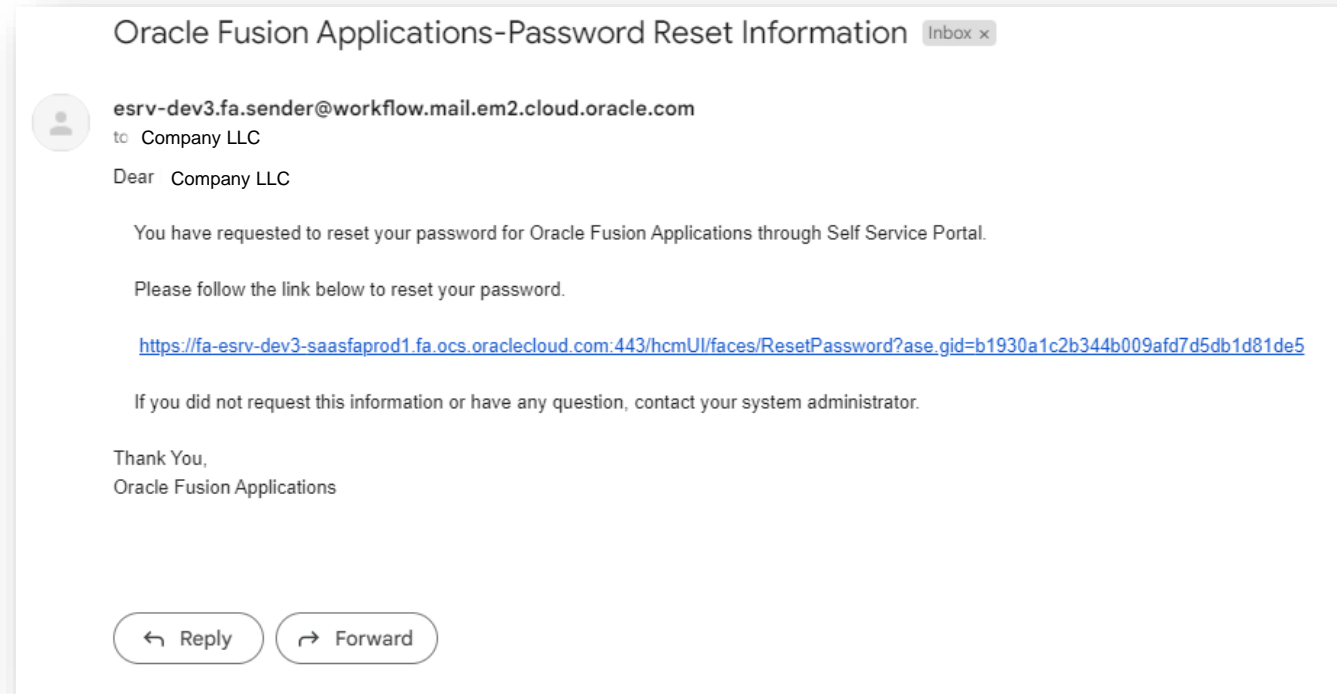 Oracle Fusion Applications-Password Reset Information Inbox ×
esrv-dev3.fa.sender@workflow.mail.em2.cloud.oracle.com
to Company LLC
Dear Company LLC
You have requested to reset your password for Oracle Fusion Applications through Self Service Portal.
Please follow the link below to reset your password.
https://fa-esrv-dev3-saasfaprod1.fa.ocs.oraclecloud.com:443/hcmUI/faces/ResetPassword?ase.gid=b1930a1c2b344b009afd7d5db1d81de5
If you did not request this information or have any question, contact your system administrator.
Thank You,
Oracle Fusion Applications
Reply Forward